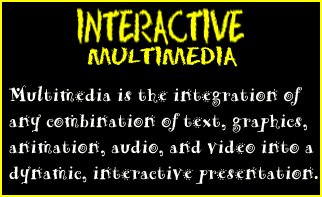 INTERACTIVE
MULTIMEDIA
Multimedia is the integration of
any combination of text, graphics,
animation, audio, and video into a
dynamic, interactive presentation.